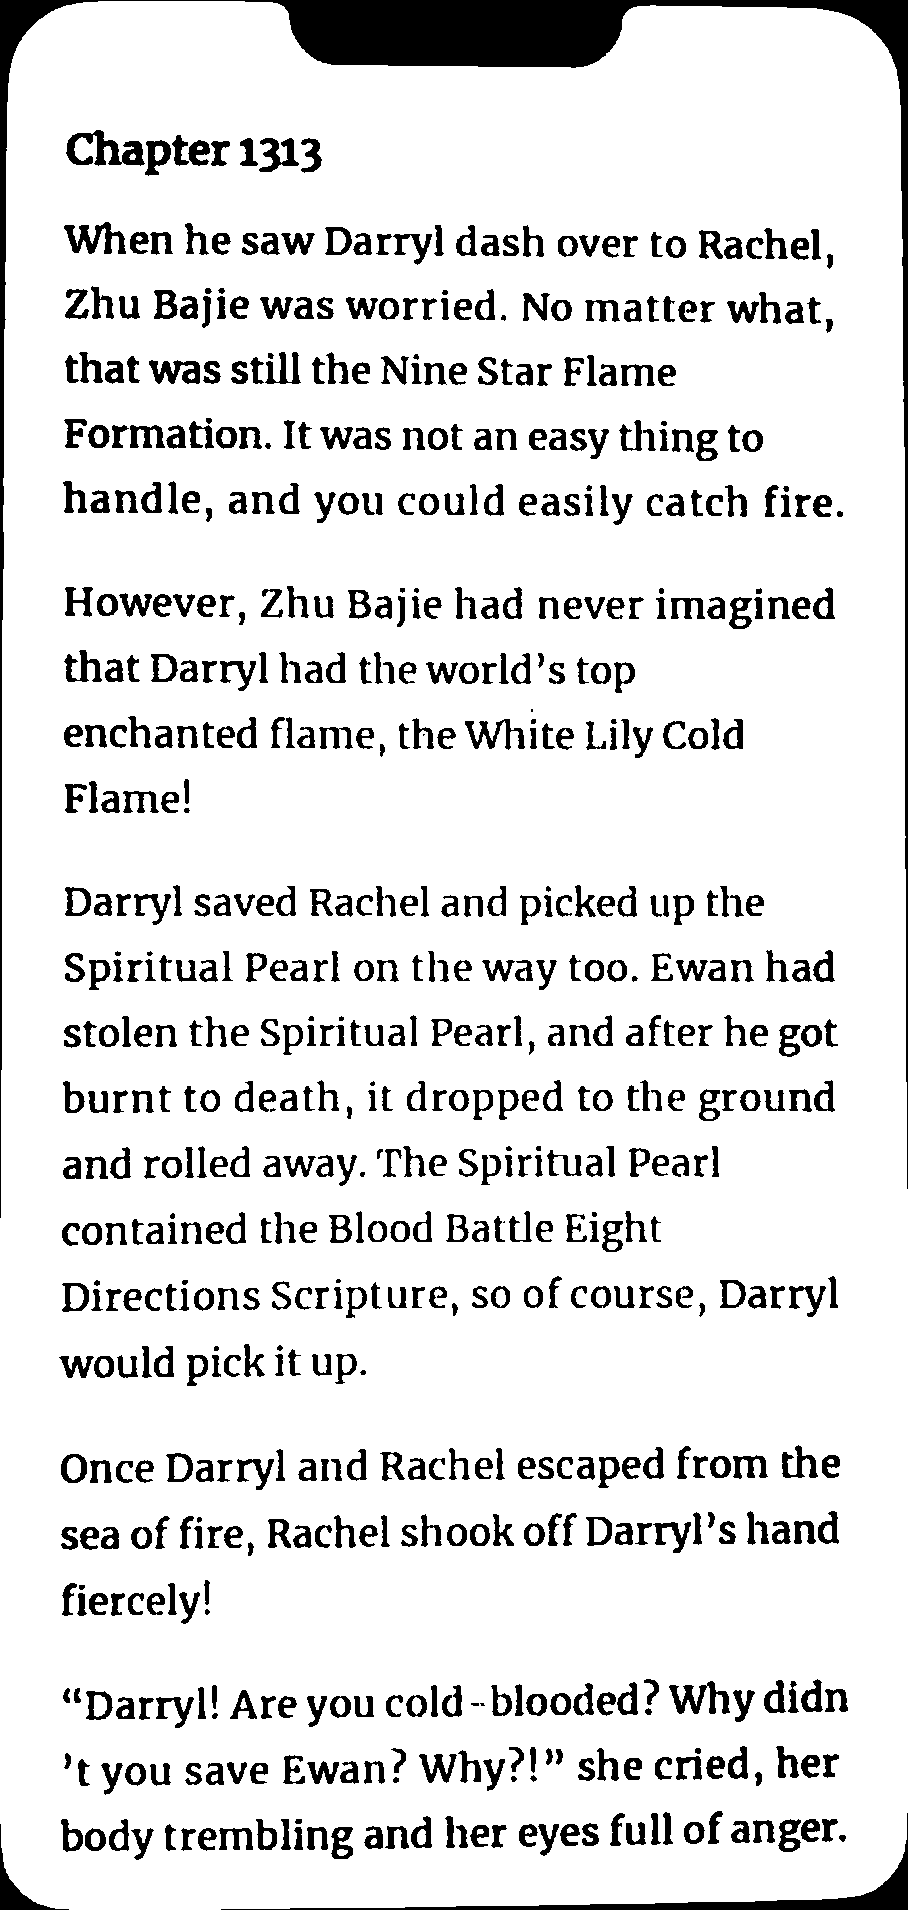 Chapter 1313
When he saw Darryl dash over to Rachel,
Zhu Bajie was worried. No matter what,
that was still the Nine Star Flame
Formation. It was not an easy thing to
handle, and you could easily catch fire.
However, Zhu Bajie had never imagined
that Darryl had the world’s top
enchanted flame, the White Lily Cold
Flame!
Darryl saved Rachel and picked up the
Spiritual Pearl on the way too. Ewan had
stolen the Spiritual Pearl, and after he got
burnt to death, it dropped to the ground
and rolled away. The Spiritual Pearl
contained the Blood Battle Eight
Directions Scripture, so of course, Darryl
would pick it up.
Once Darryl and Rachel escaped from the
sea of fire, Rachel shook off Darryl’s hand
fiercely!
“Darryl! Are you cold-blooded? Why didn
’t you save Ewan? Why?!” she cried, her
body trembling and her eyes full of anger.